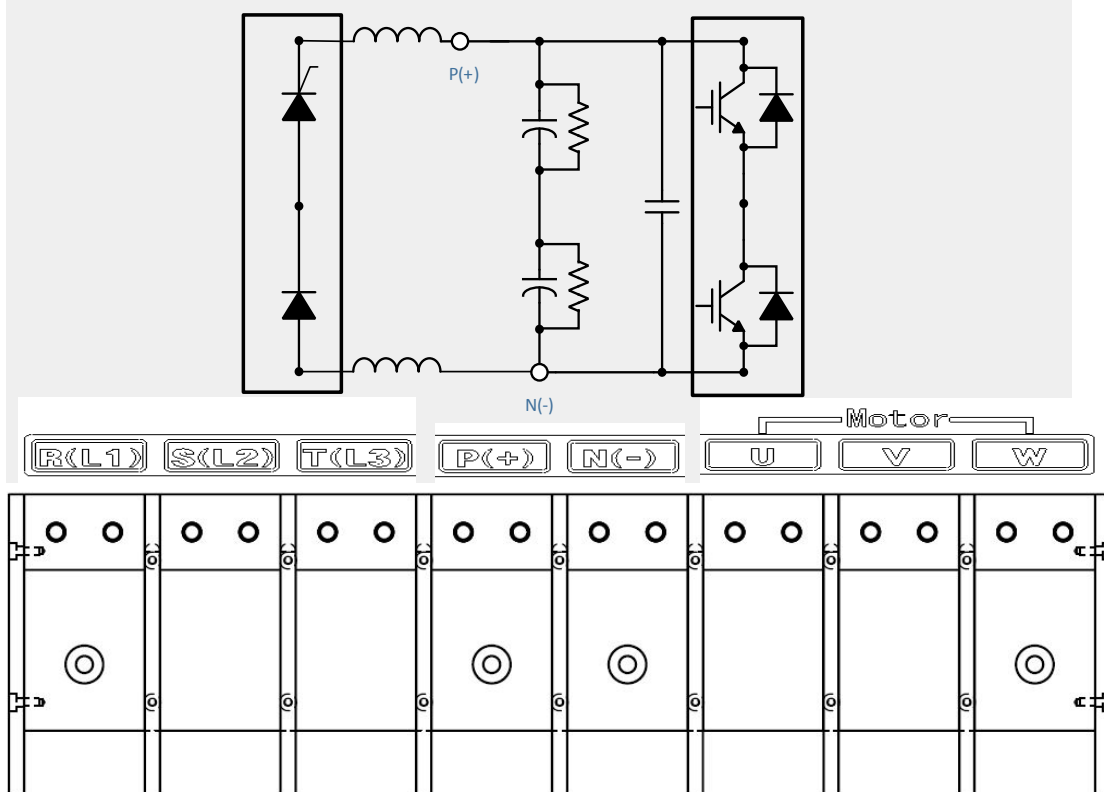 P(+)
N(-)
Motor
R(L1) S(L2) T(L3) P(+) N(-) U V W